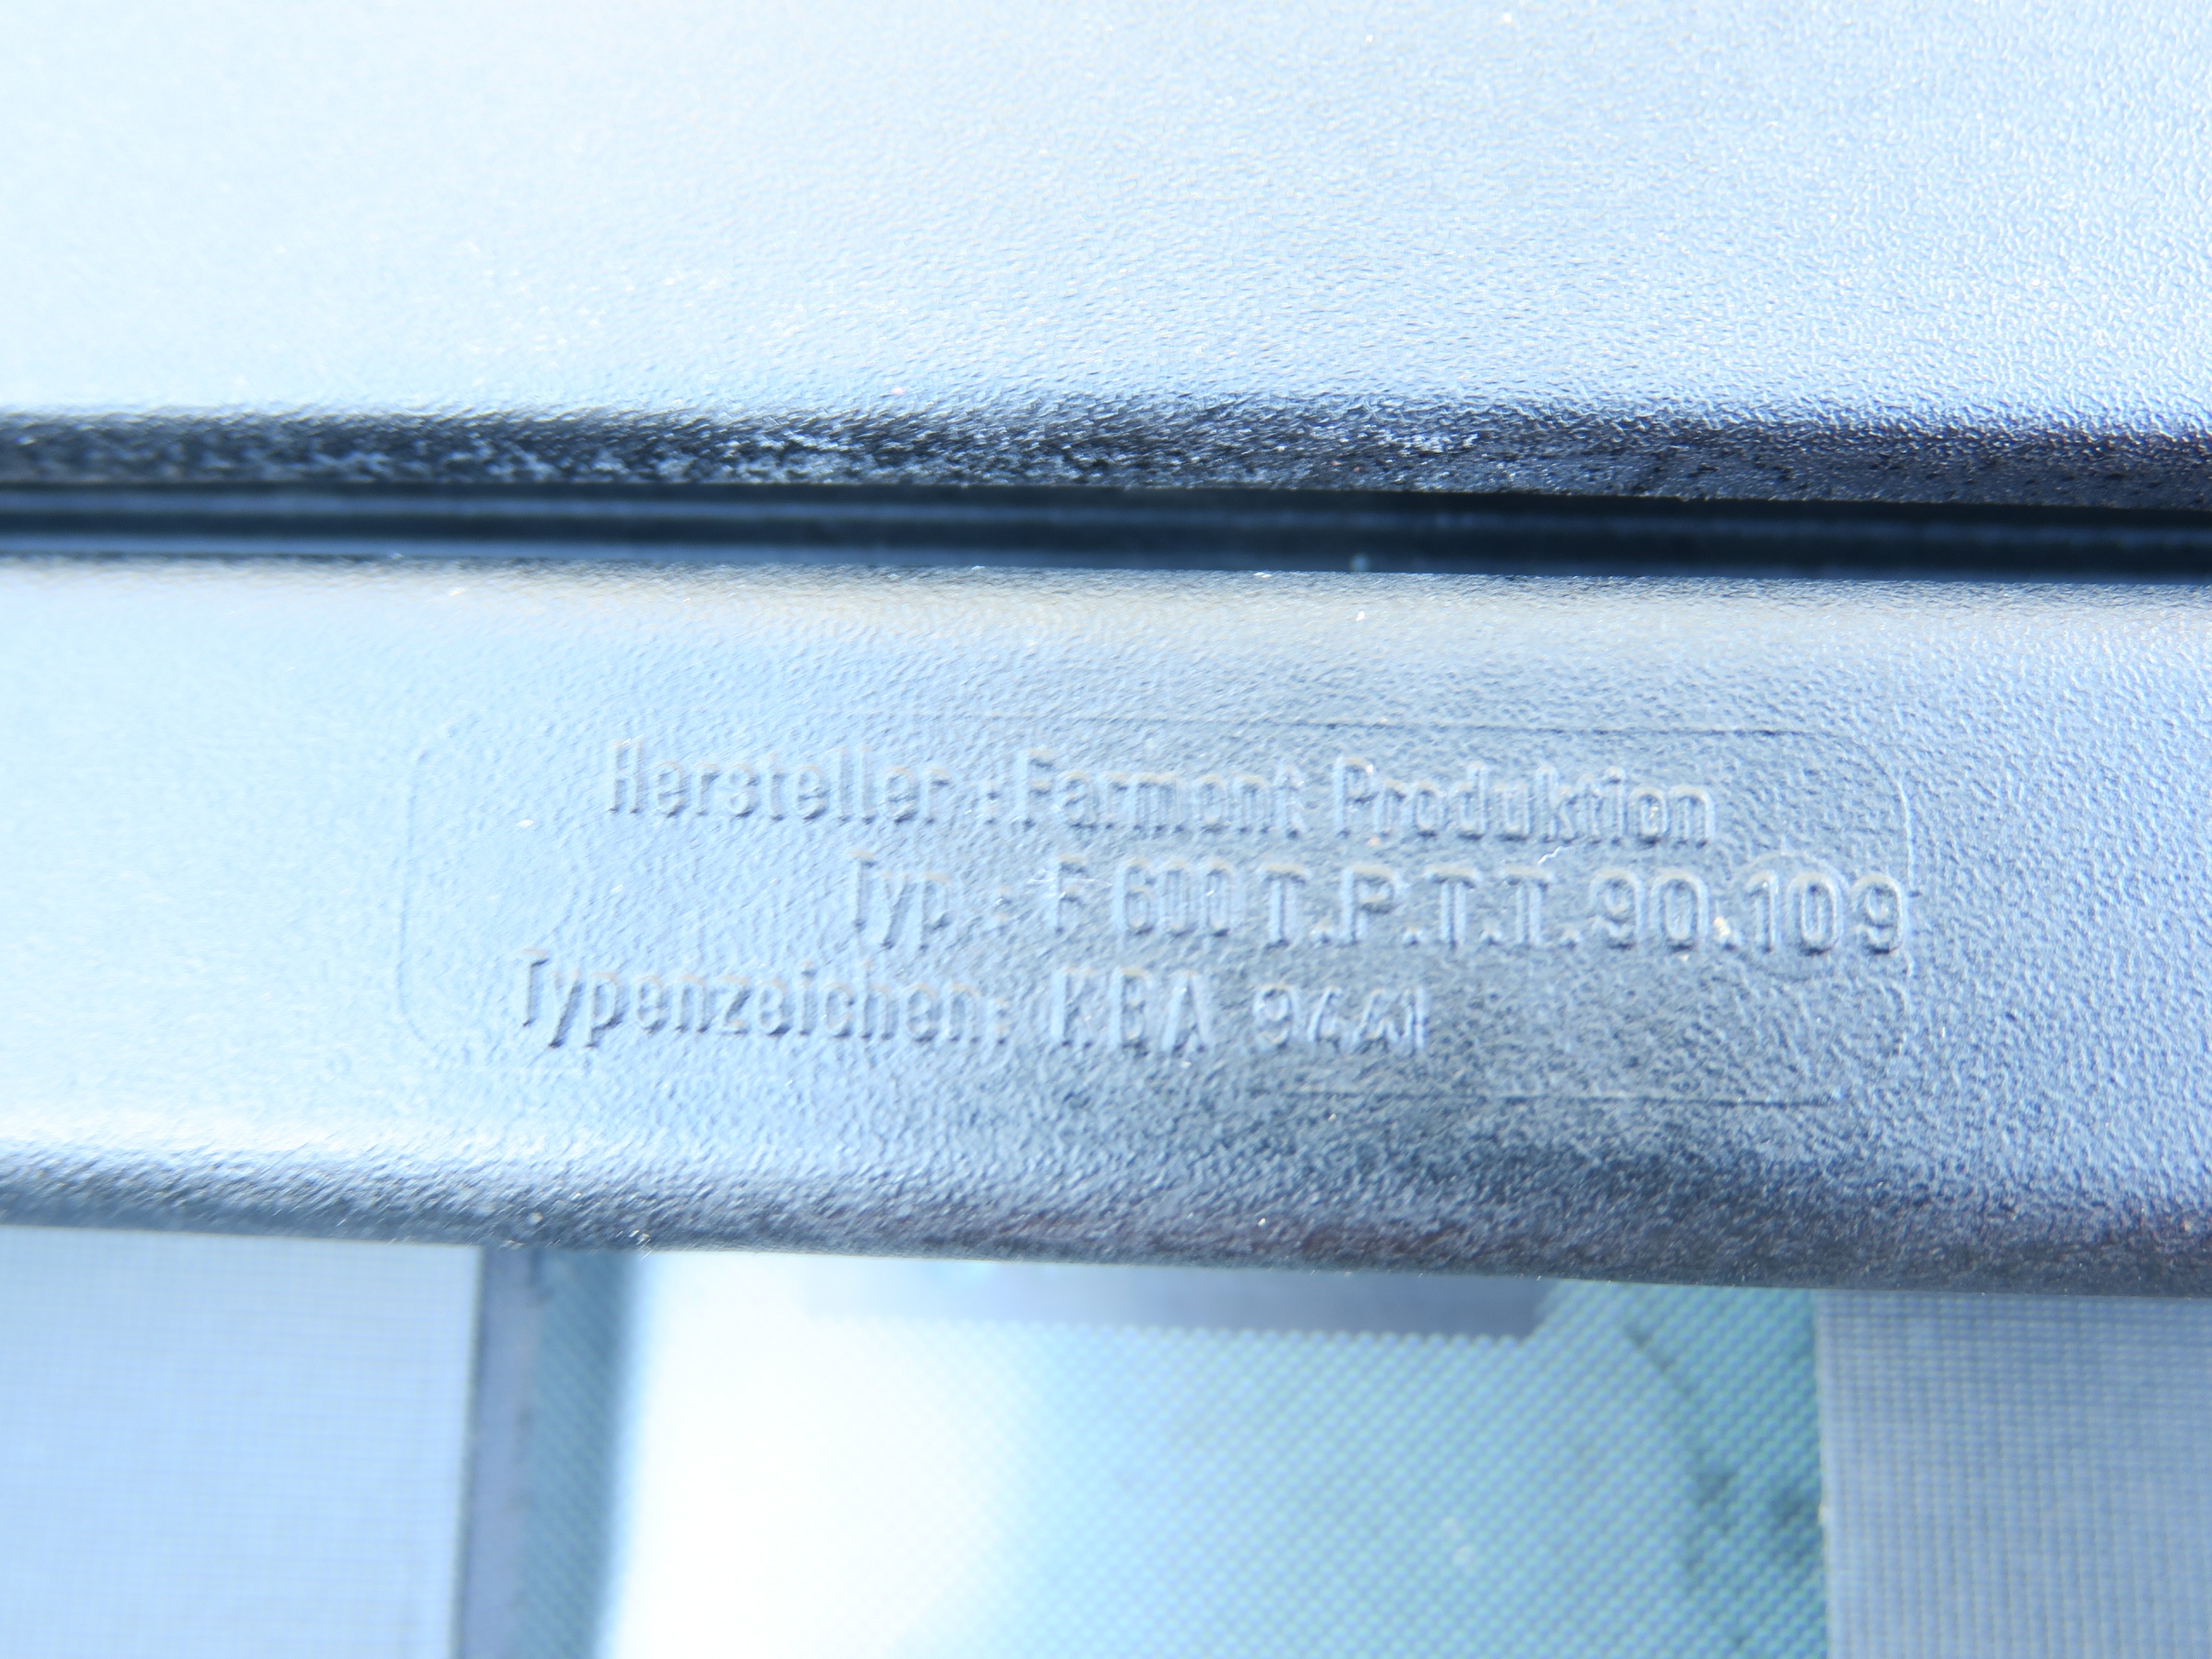 Hersteller : Farmont Produktion
Typ : F 600 T.P.T.T.90.109
Typenzeichen: KBA 9441